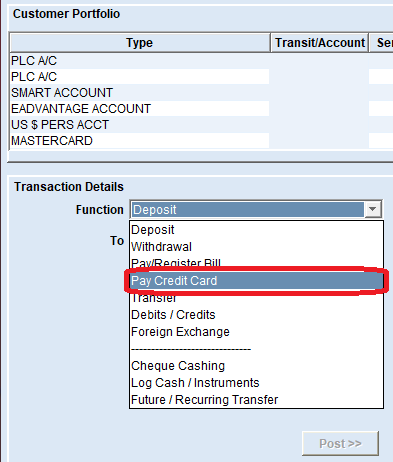 Customer Portfolio
Type Transit/Account Se
PLC A/C
PLC A/C
SMART ACCOUNT
EADVANTAGE ACCOUNT
US $ PERS ACCT
MASTERCARD
Transaction Details
Function Deposit
To Deposit
Withdrawal
Pay/Register Bill
Pay Credit Card
Transfer
Debits / Credits
Foreign Exchange
------------------------------
Cheque Cashing
Log Cash / Instruments
Future / Recurring Transfer
Post >>